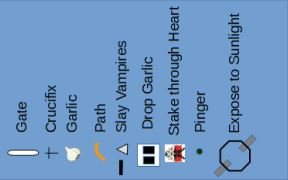 Gate
Crucifix
Garlic
Path
Slay Vampires
Drop Garlic
Stake through Heart
Pinger
Expose to Sunlight